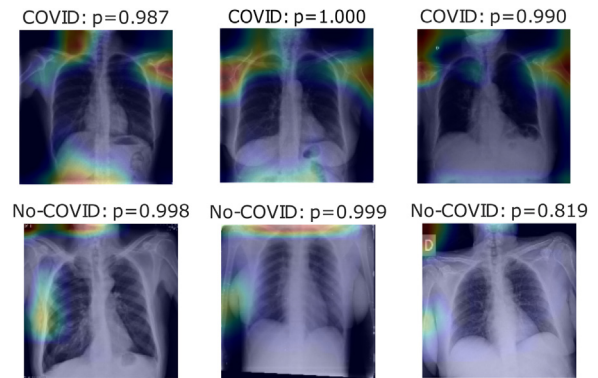 COVID: p=0.987
COVID: p=1.000
COVID: p=0.990
No-COVID: p=0.998
No-COVID: p=0.999
No-COVID: p=0.819
D